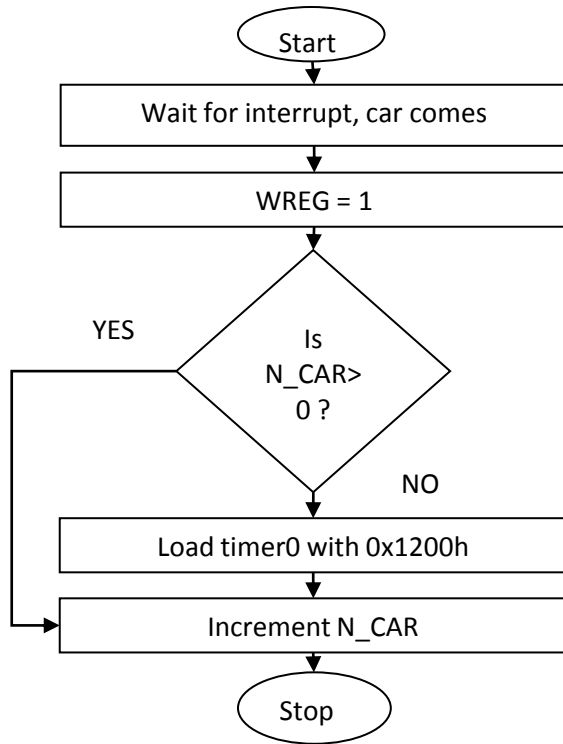 Start
Wait for interrupt, car comes
WREG = 1
YES
Is
N_CAR>
0 ?
NO
Load timer0 with 0x1200h
Increment N_CAR
Stop